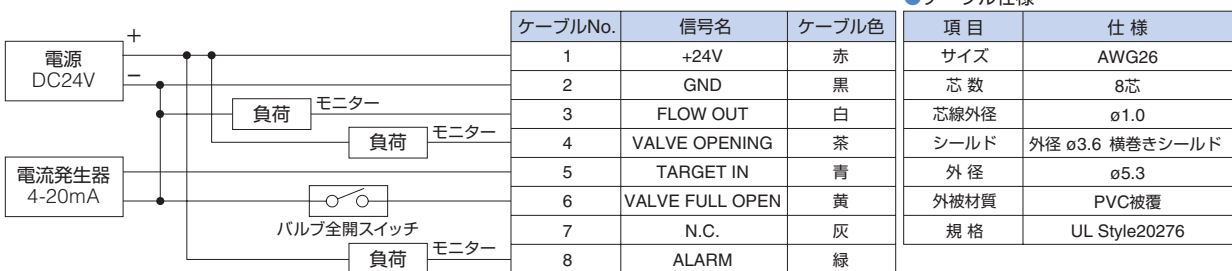 ●ケーブル仕様
電源
DC24V
+
−
モニター
負荷
モニター
負荷
電流発生器
4-20mA
バルブ全開スイッチ
モニター
負荷
ケーブルNo. 信号名 ケーブル色
1 +24V 赤
2 GND 黒
3 FLOW OUT 白
4 VALVE OPENING 茶
5 TARGET IN 青
6 VALVE FULL OPEN 黄
7 N.C. 灰
8 ALARM 緑
項 目 仕 様
サイズ AWG26
芯 数 8芯
芯線外径 ø1.0
シールド 外径 ø3.6 横巻きシールド
外 径 ø5.3
外被材質 PVC被覆
規 格 UL Style20276